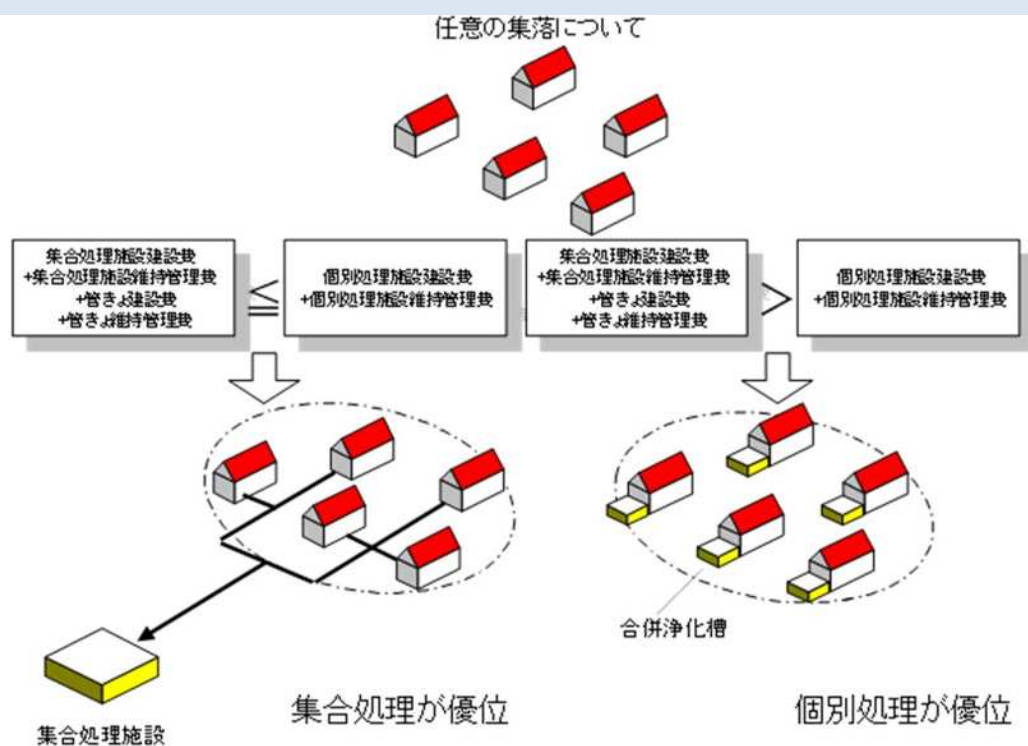 任意の集落について
集合処理施設建設費
+集合処理施設維持管理費
+管きょ建設費
+管きょ維持管理費
≦
個別処理施設建設費
+個別処理施設維持管理費
集合処理施設建設費
+集合処理施設維持管理費
+管きょ建設費
+管きょ維持管理費
>
個別処理施設建設費
+個別処理施設維持管理費
合併浄化槽
集合処理施設
集合処理が優位
個別処理が優位